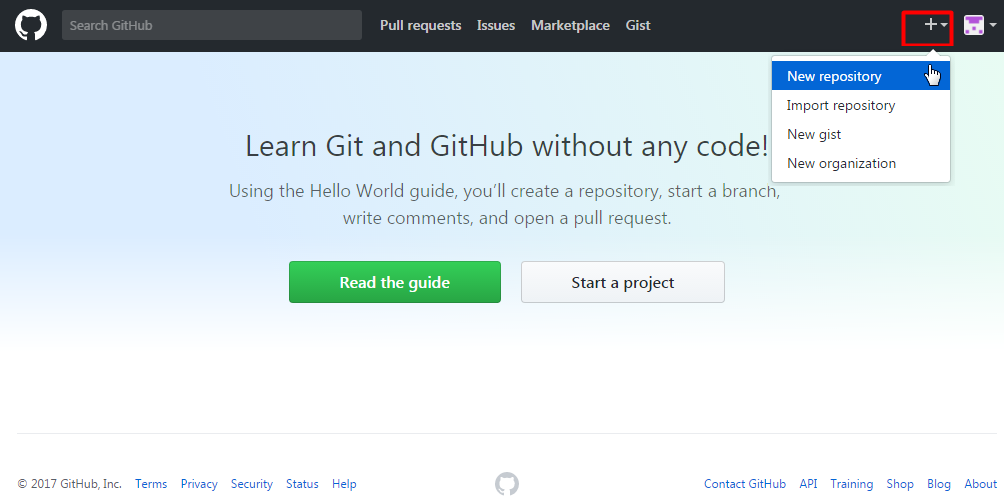 Search GitHub Pull requests Issues Marketplace Gist
New repository
Import repository
New gist
New organization
Learn Git and GitHub without any code!
Using the Hello World guide, you’ll create a repository, start a branch,
write comments, and open a pull request.
Read the guide Start a project
© 2017 GitHub, Inc. Terms Privacy Security Status Help Contact GitHub API Training Shop Blog About